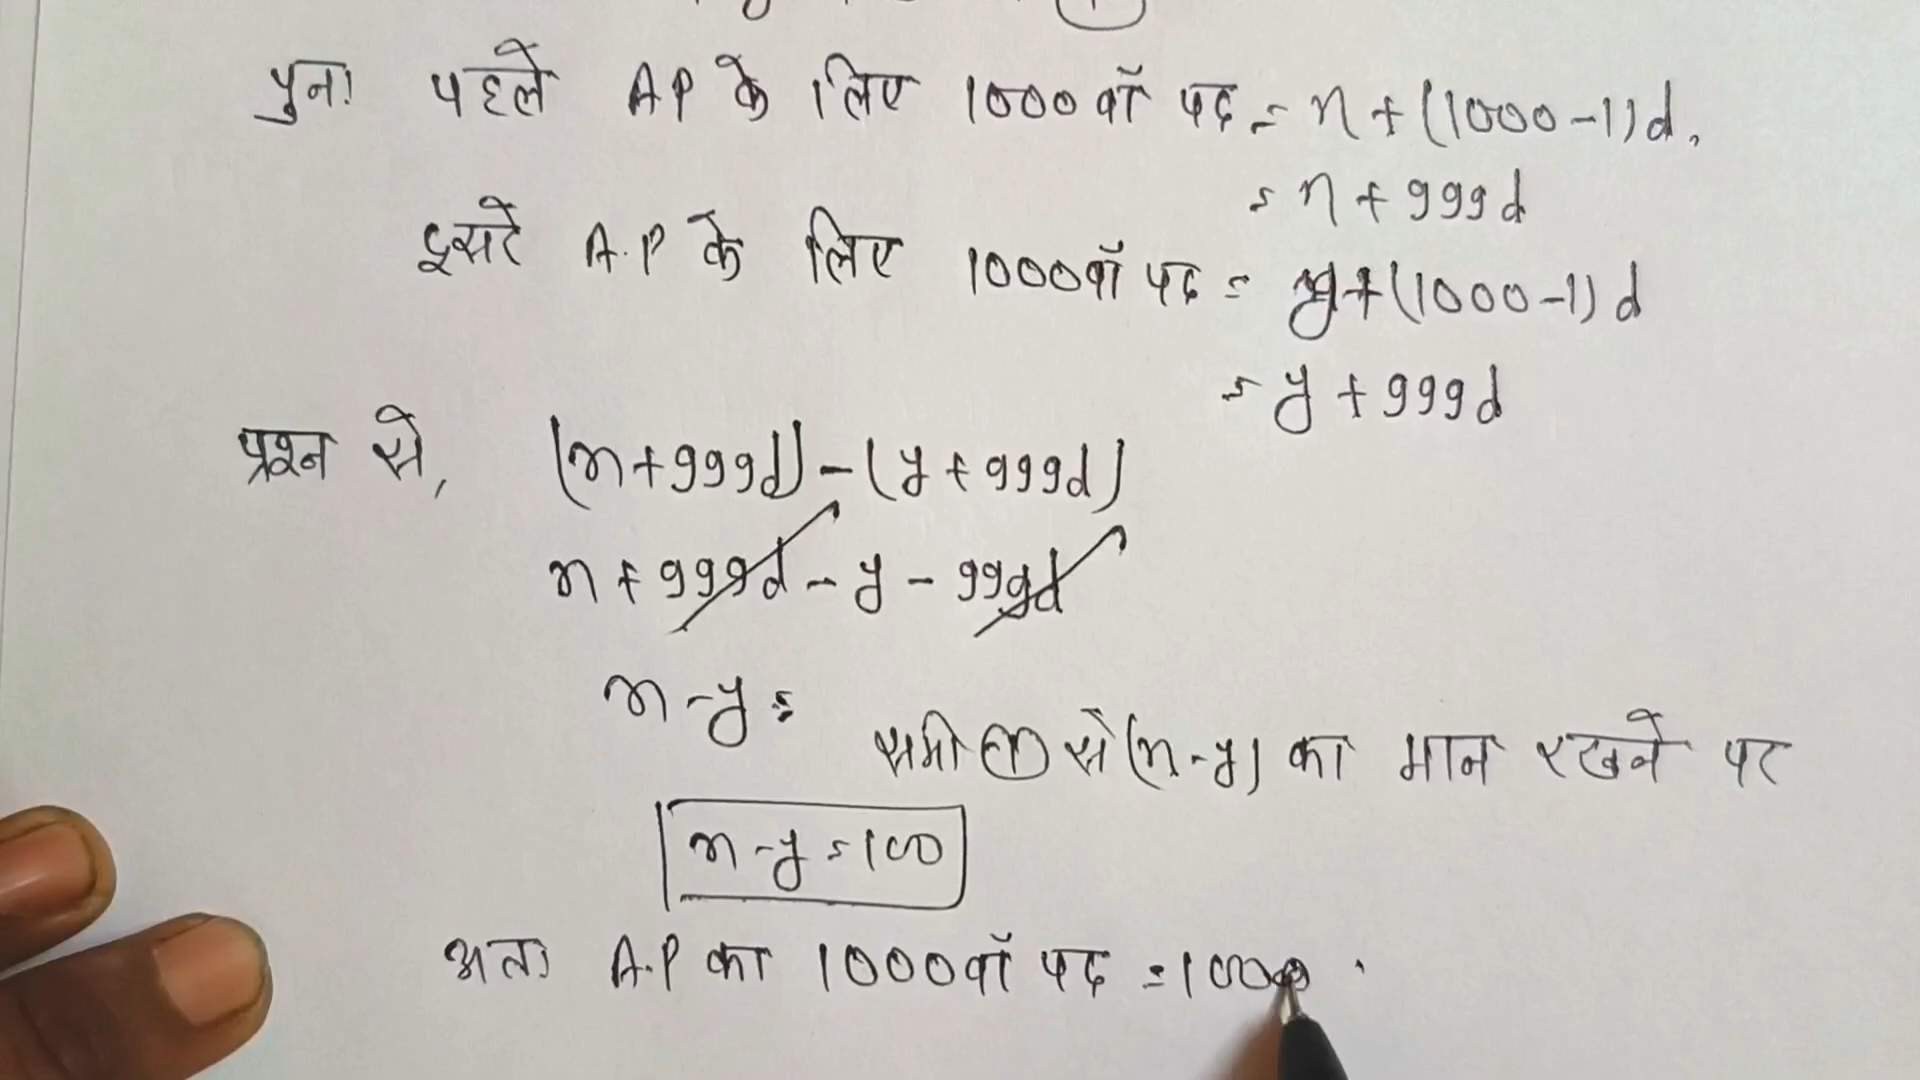 पुनः पहले AP के लिए 1000वाँ पद = x + (1000-1)d,
= x + 999d
दूसरे A.P के लिए 1000वाँ पद = y + (1000-1)d
= y + 999d
प्रश्न से, (x+999d) - (y + 999d)
x + 999d - y - 999d
x - y =
समी ① से (x-y) का मान रखने पर
x - y = 100
अतः A.P का 1000वाँ पद = 100